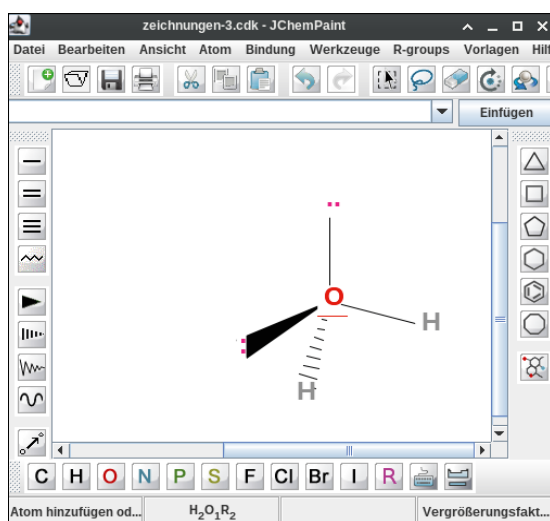 zeichnungen-3.cdk - JChemPaint
Datei Bearbeiten Ansicht Atom Bindung Werkzeuge R-groups Vorlagen Hilf
Einfügen
:
O
H
:
H
C H O N P S F Cl Br I R
Atom hinzufügen od... H₂O₁R₂ Vergrößerungsfakt...